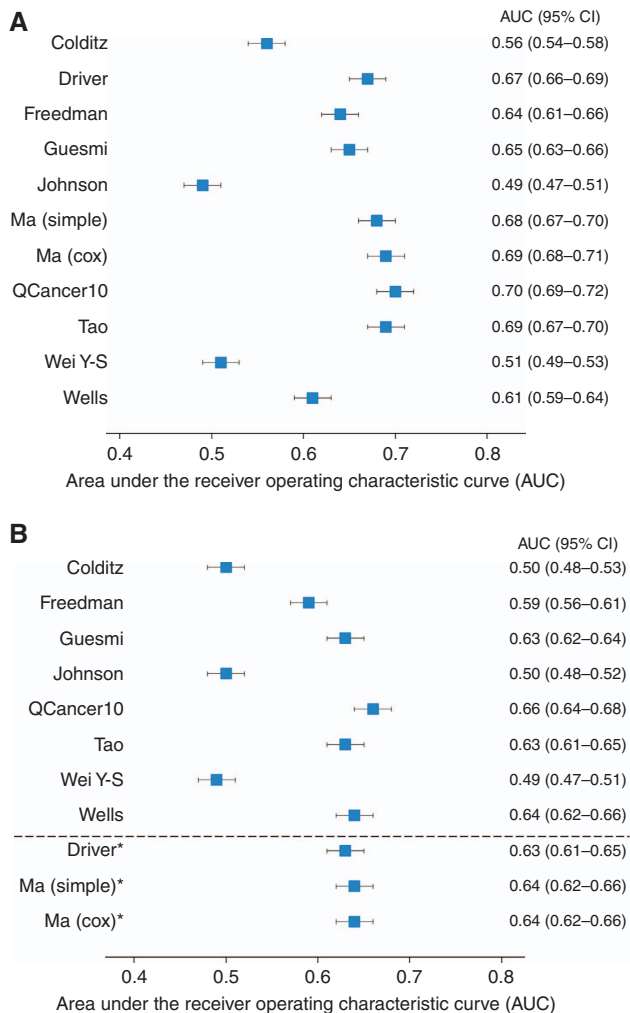 A
AUC (95% CI)
Colditz 0.56 (0.54–0.58)
Driver 0.67 (0.66–0.69)
Freedman 0.64 (0.61–0.66)
Guesmi 0.65 (0.63–0.66)
Johnson 0.49 (0.47–0.51)
Ma (simple) 0.68 (0.67–0.70)
Ma (cox) 0.69 (0.68–0.71)
QCancer10 0.70 (0.69–0.72)
Tao 0.69 (0.67–0.70)
Wei Y-S 0.51 (0.49–0.53)
Wells 0.61 (0.59–0.64)
0.4 0.5 0.6 0.7 0.8
Area under the receiver operating characteristic curve (AUC)
B
AUC (95% CI)
Colditz 0.50 (0.48–0.53)
Freedman 0.59 (0.56–0.61)
Guesmi 0.63 (0.62–0.64)
Johnson 0.50 (0.48–0.52)
QCancer10 0.66 (0.64–0.68)
Tao 0.63 (0.61–0.65)
Wei Y-S 0.49 (0.47–0.51)
Wells 0.64 (0.62–0.66)
Driver* 0.63 (0.61–0.65)
Ma (simple)* 0.64 (0.62–0.66)
Ma (cox)* 0.64 (0.62–0.66)
0.4 0.5 0.6 0.7 0.8
Area under the receiver operating characteristic curve (AUC)